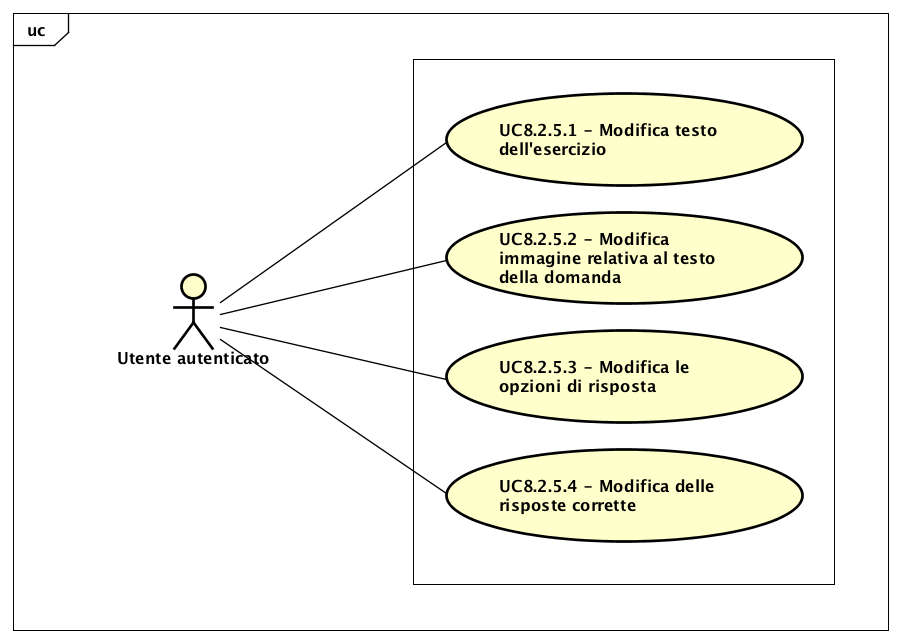 uc
UC8.2.5.1 – Modifica testo
dell'esercizio
UC8.2.5.2 – Modifica
immagine relativa al testo
della domanda
Utente autenticato
UC8.2.5.3 – Modifica le
opzioni di risposta
UC8.2.5.4 – Modifica delle
risposte corrette